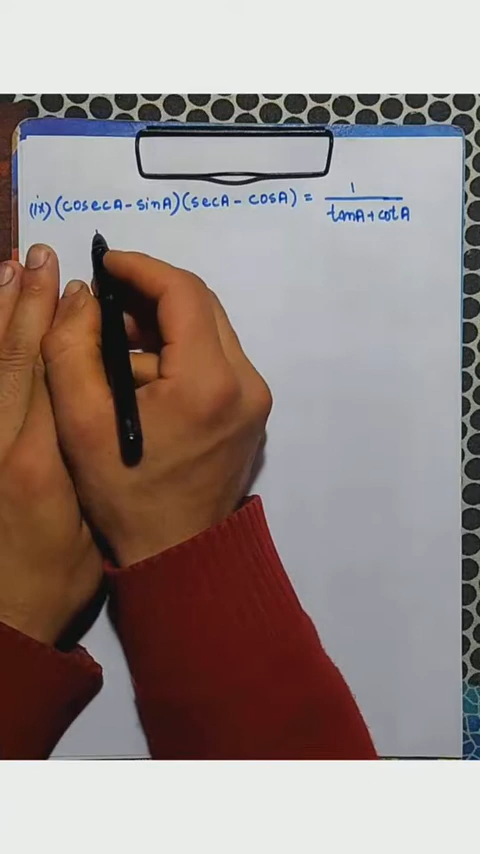 (ix) (cosecA - sinA)(secA - cosA) = 1 / (tanA + cotA)